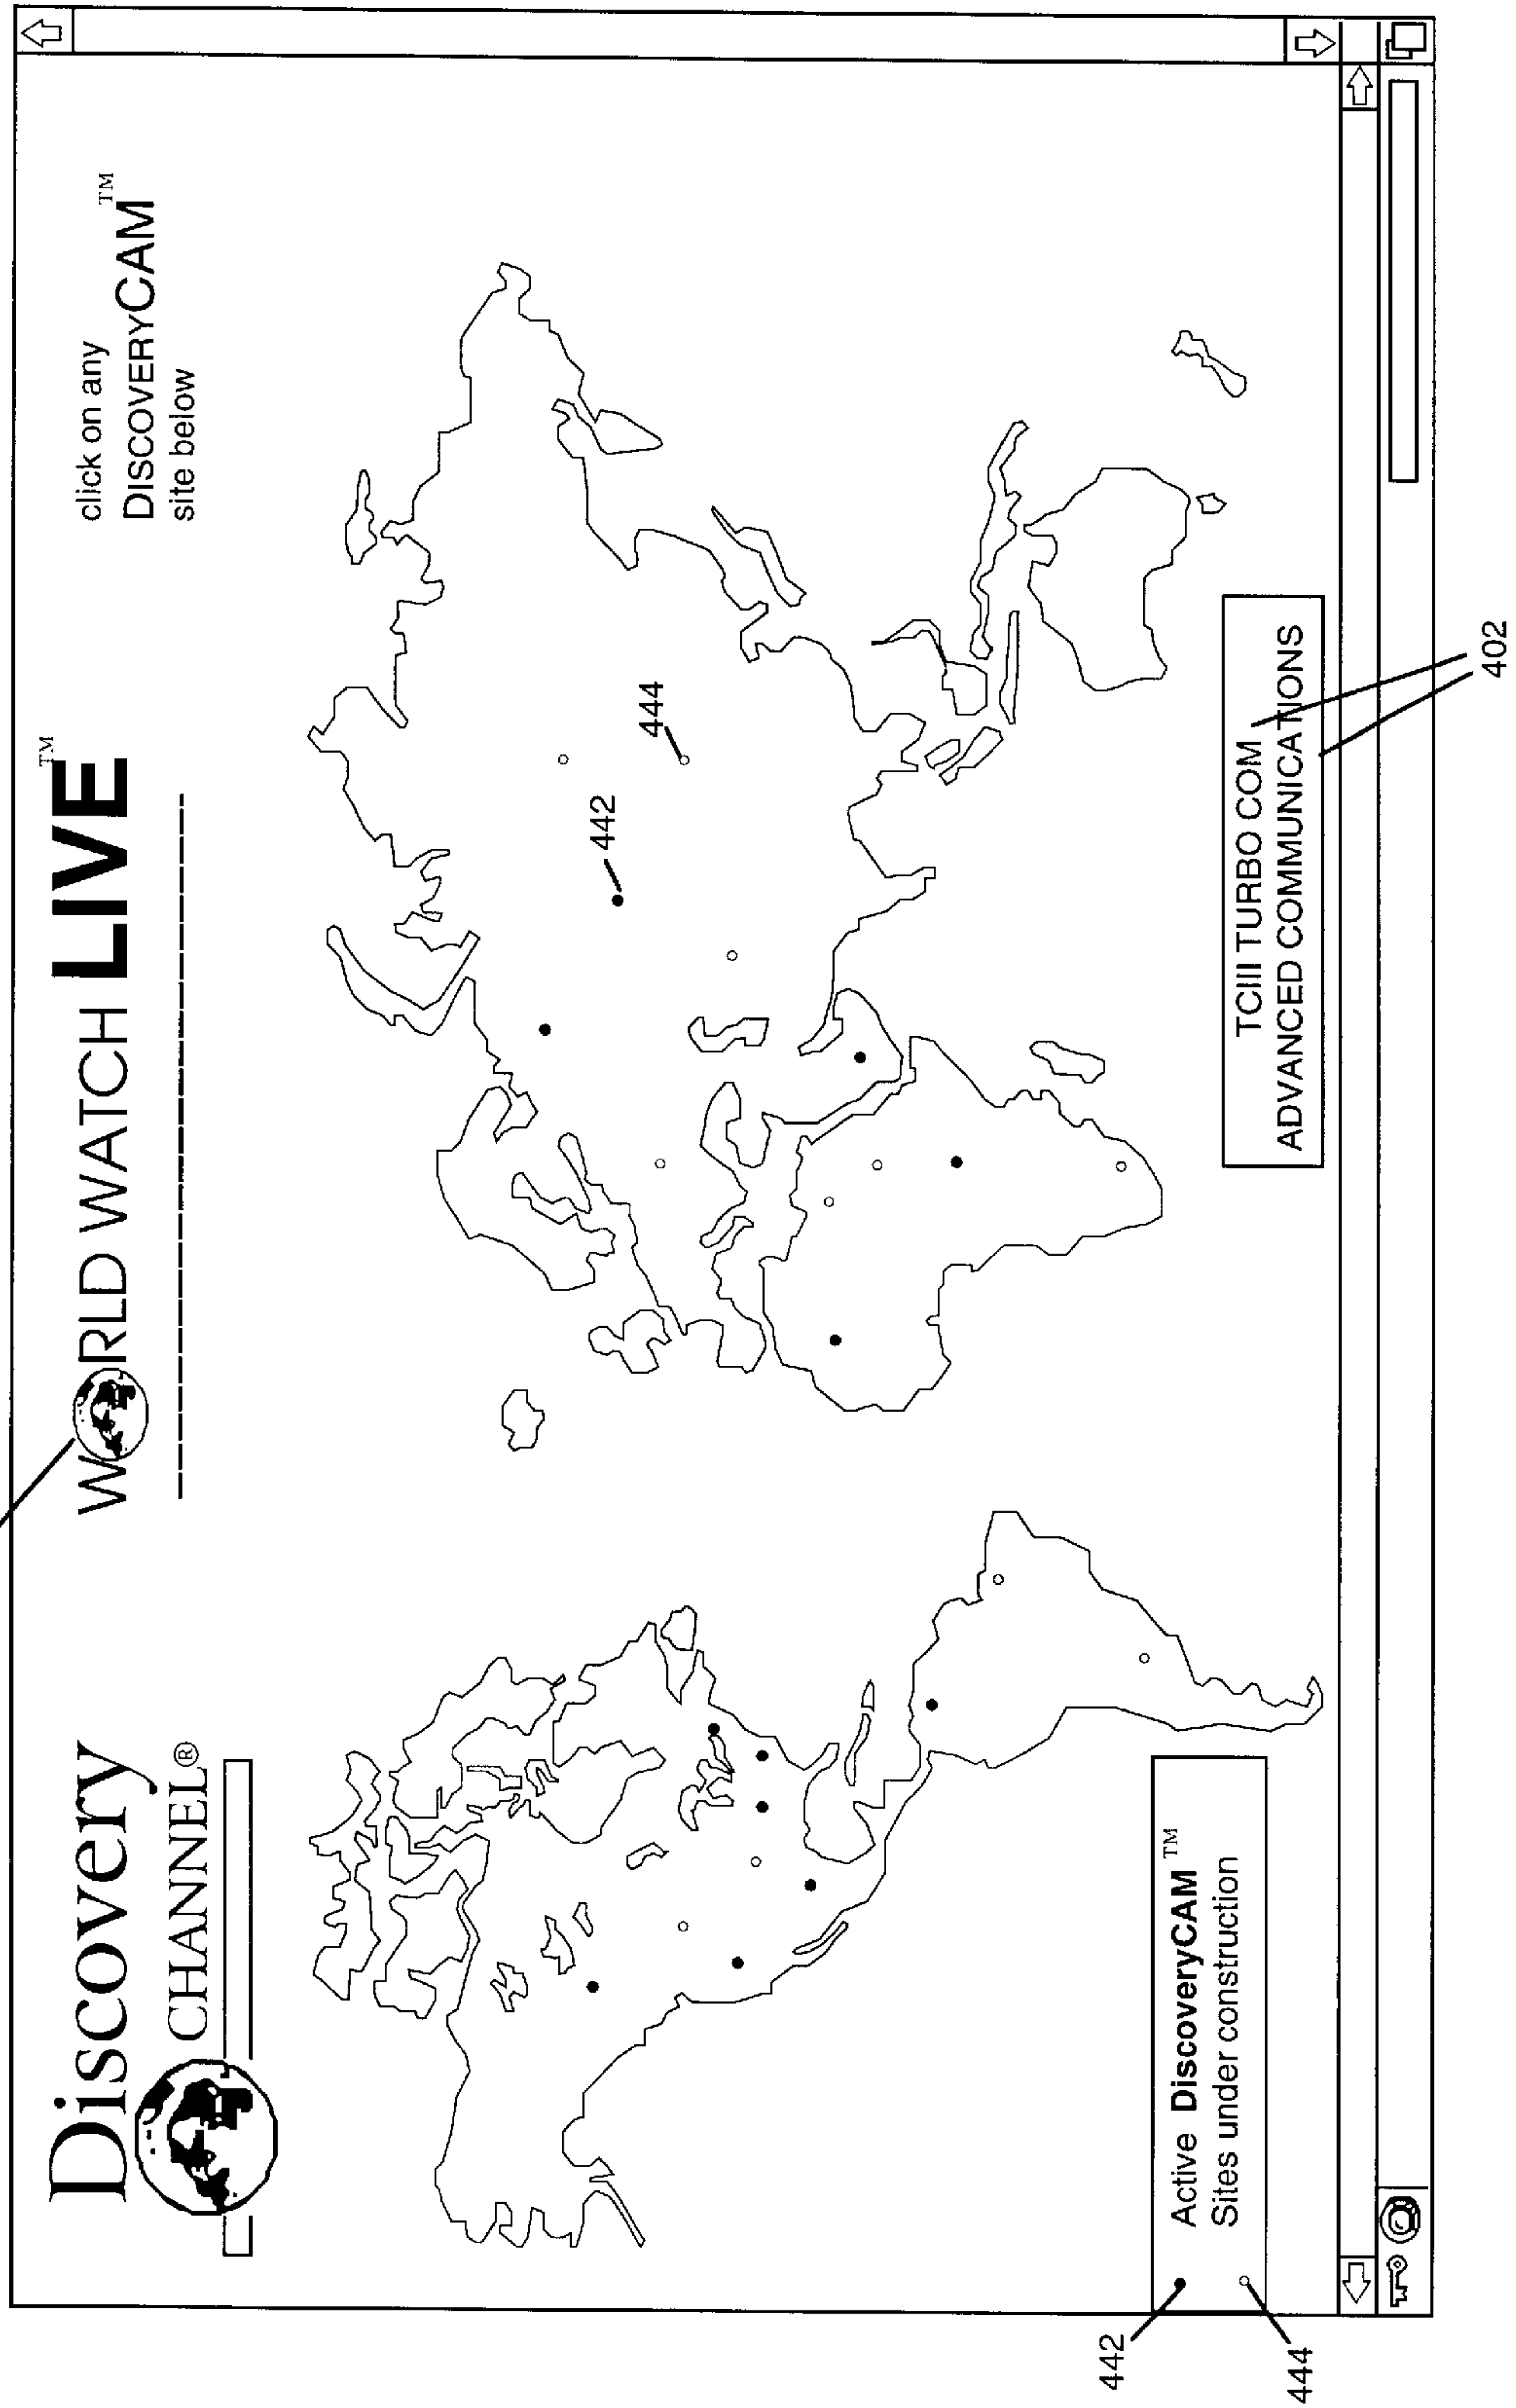 Discovery
CHANNEL®
WORLD WATCH LIVE™
click on any
DISCOVERYCAM™
site below
442
444
TCIII TURBO COM
ADVANCED COMMUNICATIONS
402
Active DiscoveryCAM™
Sites under construction
442
444